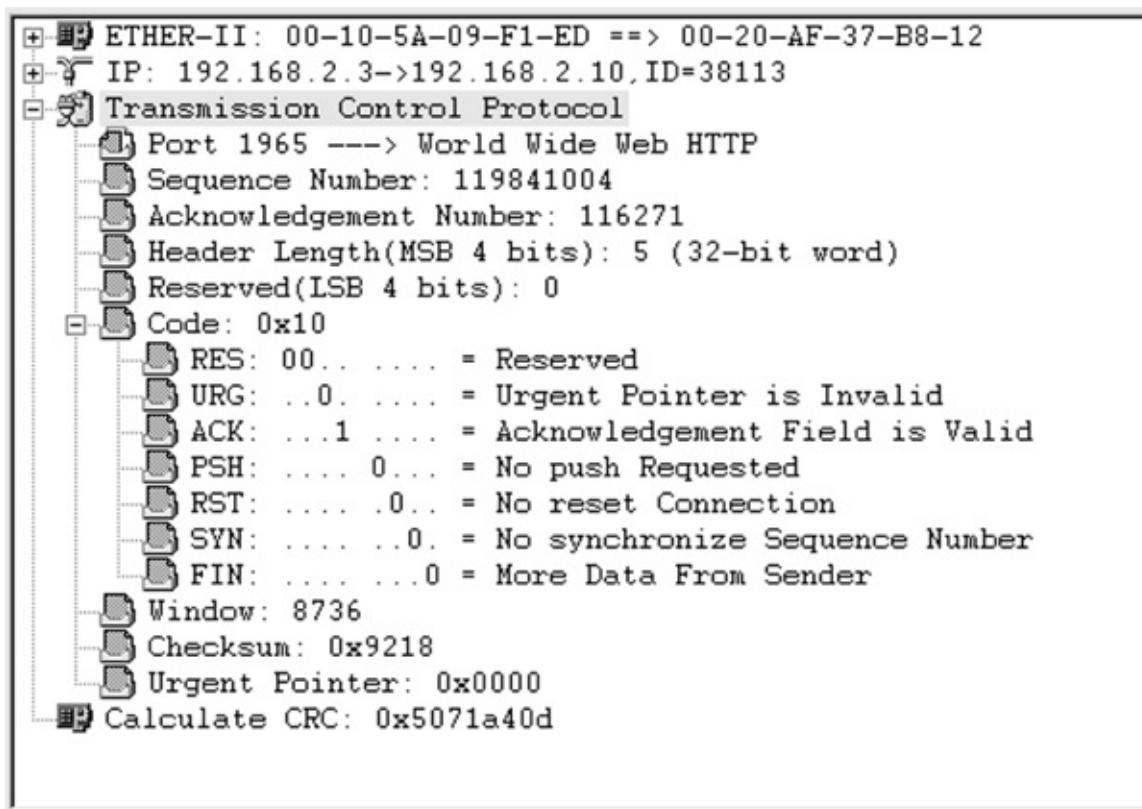 ETHER-II: 00-10-5A-09-F1-ED ==> 00-20-AF-37-B8-12
IP: 192.168.2.3->192.168.2.10,ID=38113
Transmission Control Protocol
Port 1965 ---> World Wide Web HTTP
Sequence Number: 119841004
Acknowledgement Number: 116271
Header Length(MSB 4 bits): 5 (32-bit word)
Reserved(LSB 4 bits): 0
Code: 0x10
RES: 00.. .... = Reserved
URG: ..0. .... = Urgent Pointer is Invalid
ACK: ...1 .... = Acknowledgement Field is Valid
PSH: .... 0... = No push Requested
RST: .... .0.. = No reset Connection
SYN: .... ..0. = No synchronize Sequence Number
FIN: .... ...0 = More Data From Sender
Window: 8736
Checksum: 0x9218
Urgent Pointer: 0x0000
Calculate CRC: 0x5071a40d